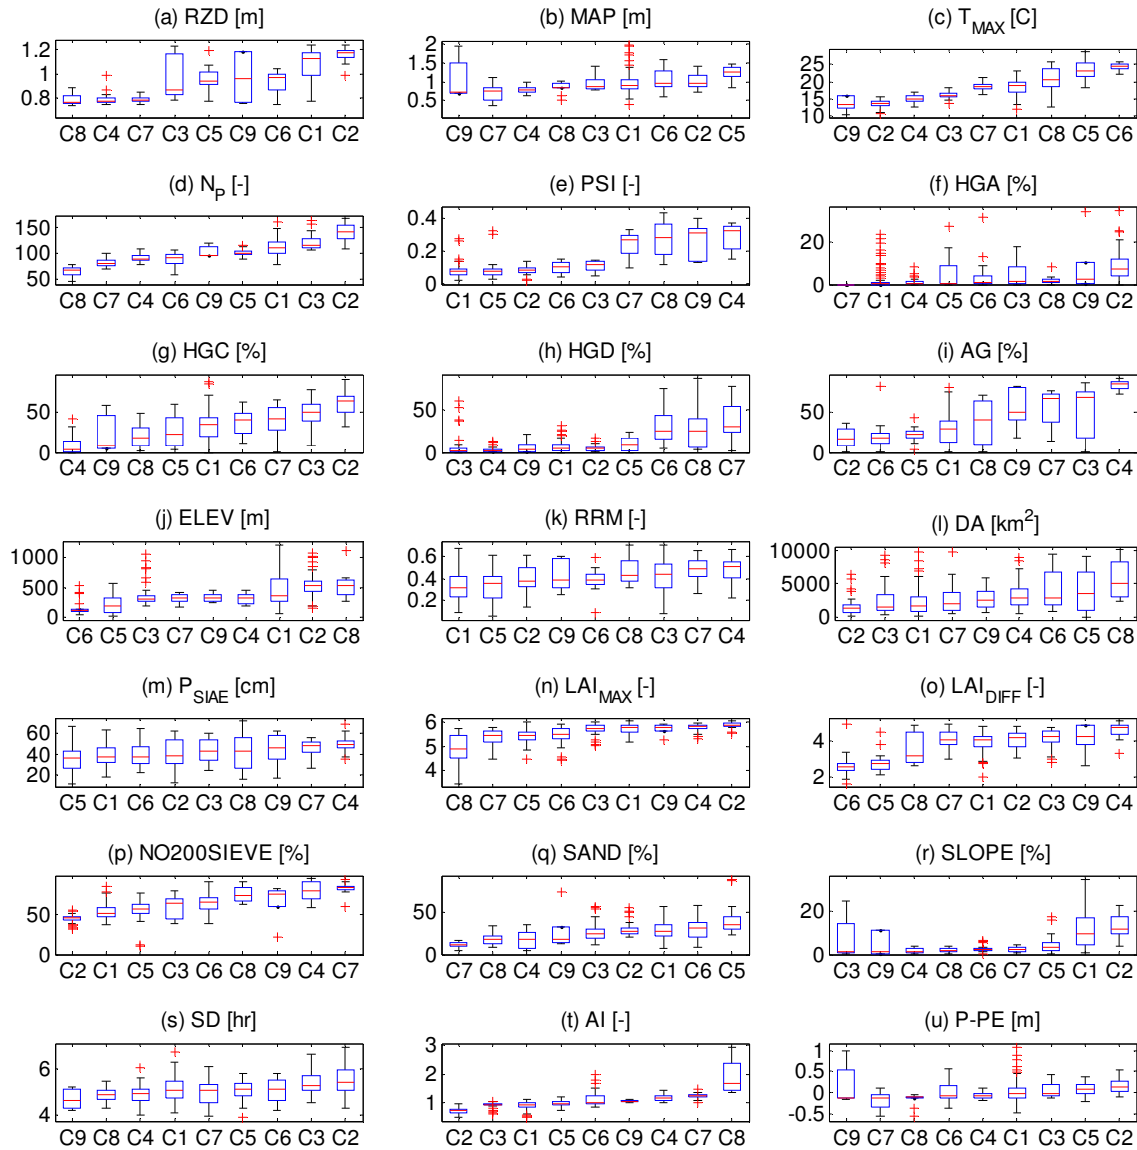 (a) RZD [m]
1.2
1
0.8
C8 C4 C7 C3 C5 C9 C6 C1 C2
(b) MAP [m]
2
1.5
1
0.5
C9 C7 C4 C8 C3 C1 C6 C2 C5
(c) T_MAX [C]
25
20
15
10
C9 C2 C4 C3 C7 C1 C8 C5 C6
(d) N_P [-]
150
100
50
C8 C7 C4 C6 C9 C5 C1 C3 C2
(e) PSI [-]
0.4
0.2
0
C1 C5 C2 C6 C3 C7 C8 C9 C4
(f) HGA [%]
20
0
C7 C1 C4 C5 C6 C3 C8 C9 C2
(g) HGC [%]
50
0
C4 C9 C8 C5 C1 C6 C7 C3 C2
(h) HGD [%]
50
0
C3 C4 C9 C1 C2 C5 C6 C8 C7
(i) AG [%]
50
0
C2 C6 C5 C1 C8 C9 C7 C3 C4
(j) ELEV [m]
1000
500
0
C6 C5 C3 C7 C9 C4 C1 C2 C8
(k) RRM [-]
0.6
0.4
0.2
C1 C5 C2 C9 C6 C8 C3 C7 C4
(l) DA [km²]
10000
5000
0
C2 C3 C1 C7 C9 C4 C6 C5 C8
(m) P_SIAE [cm]
60
40
20
C5 C1 C6 C2 C3 C8 C9 C7 C4
(n) LAI_MAX [-]
6
5
4
C8 C7 C5 C6 C3 C1 C9 C4 C2
(o) LAI_DIFF [-]
4
2
C6 C5 C8 C7 C1 C2 C3 C9 C4
(p) NO200SIEVE [%]
50
0
C2 C1 C5 C3 C6 C8 C9 C4 C7
(q) SAND [%]
50
0
C7 C8 C4 C9 C3 C2 C1 C6 C5
(r) SLOPE [%]
20
0
C3 C9 C4 C8 C6 C7 C5 C1 C2
(s) SD [hr]
6
4
C9 C8 C4 C1 C7 C5 C6 C3 C2
(t) AI [-]
3
2
1
C2 C3 C1 C5 C6 C9 C4 C7 C8
(u) P-PE [m]
1
0.5
0
-0.5
C9 C7 C8 C6 C4 C1 C3 C5 C2